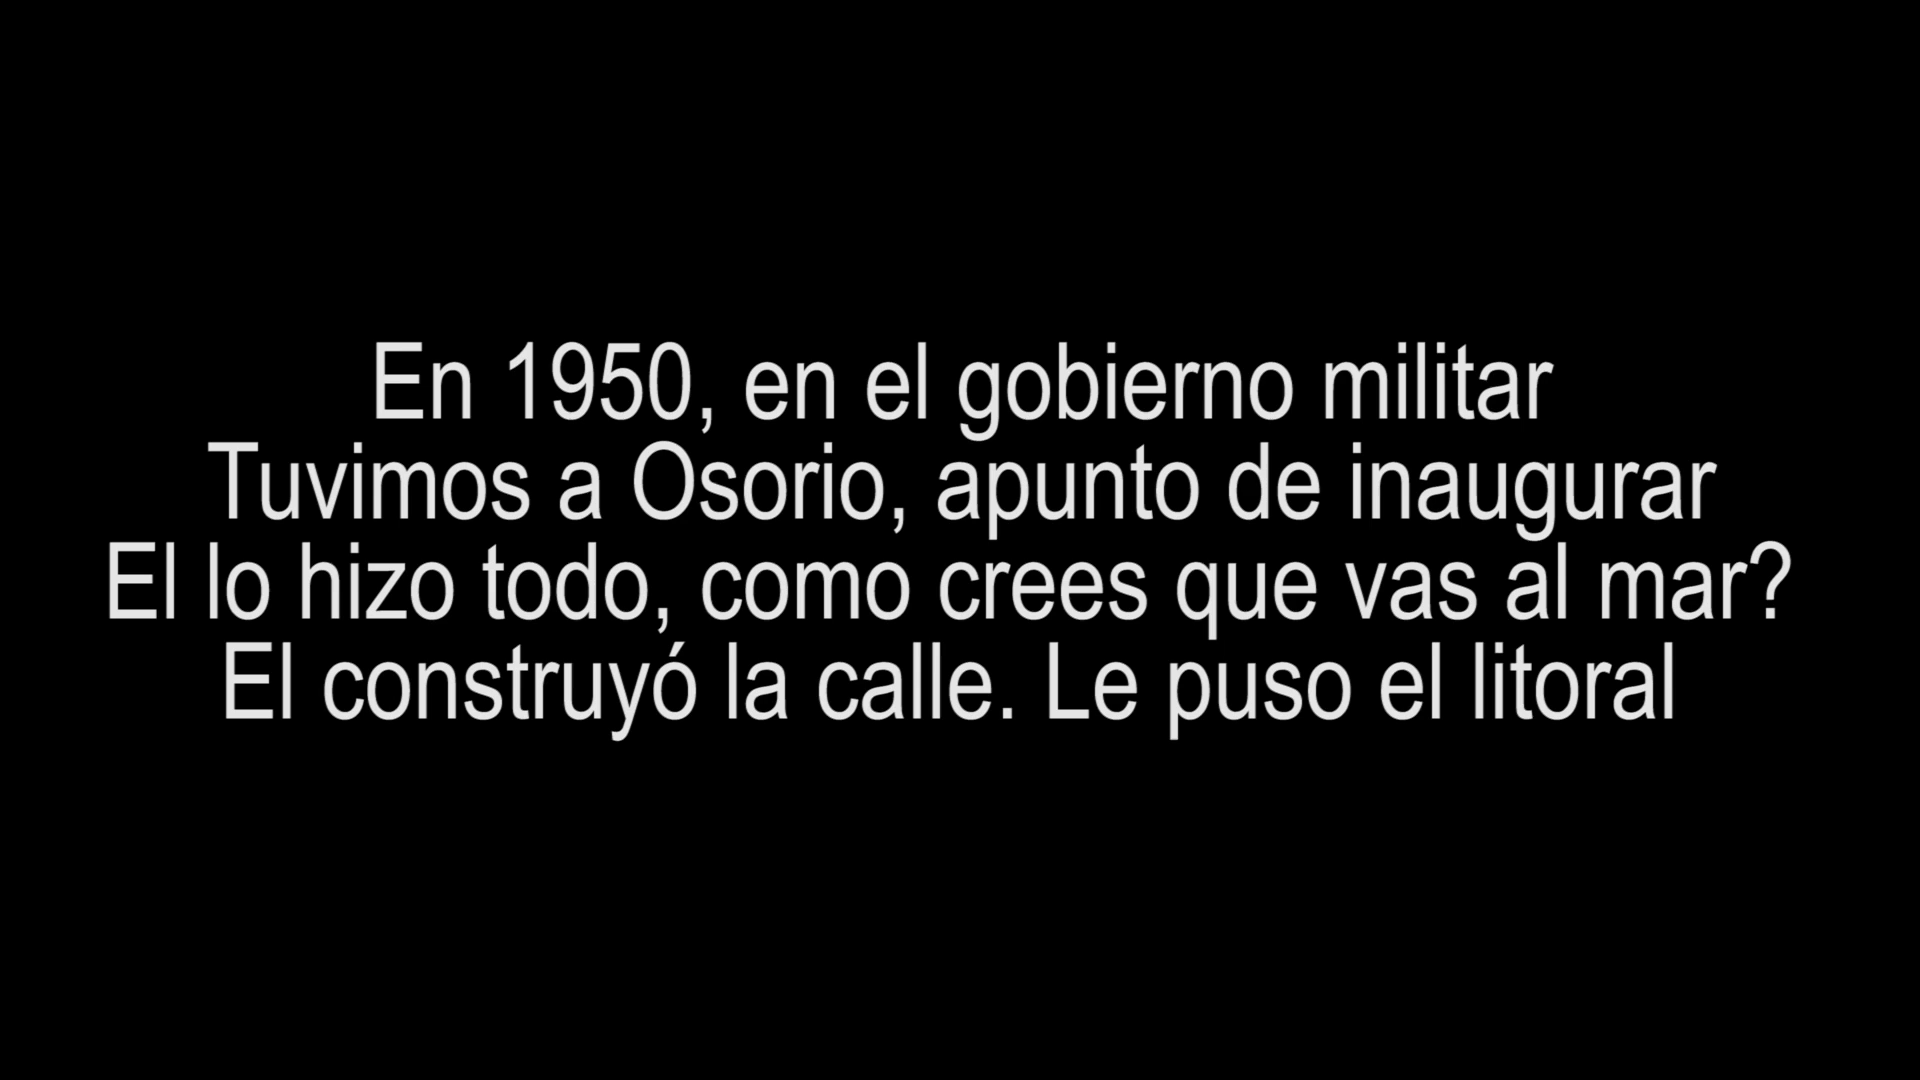 En 1950, en el gobierno militar
Tuvimos a Osorio, apunto de inaugurar
El lo hizo todo, como crees que vas al mar?
El construyó la calle. Le puso el litoral